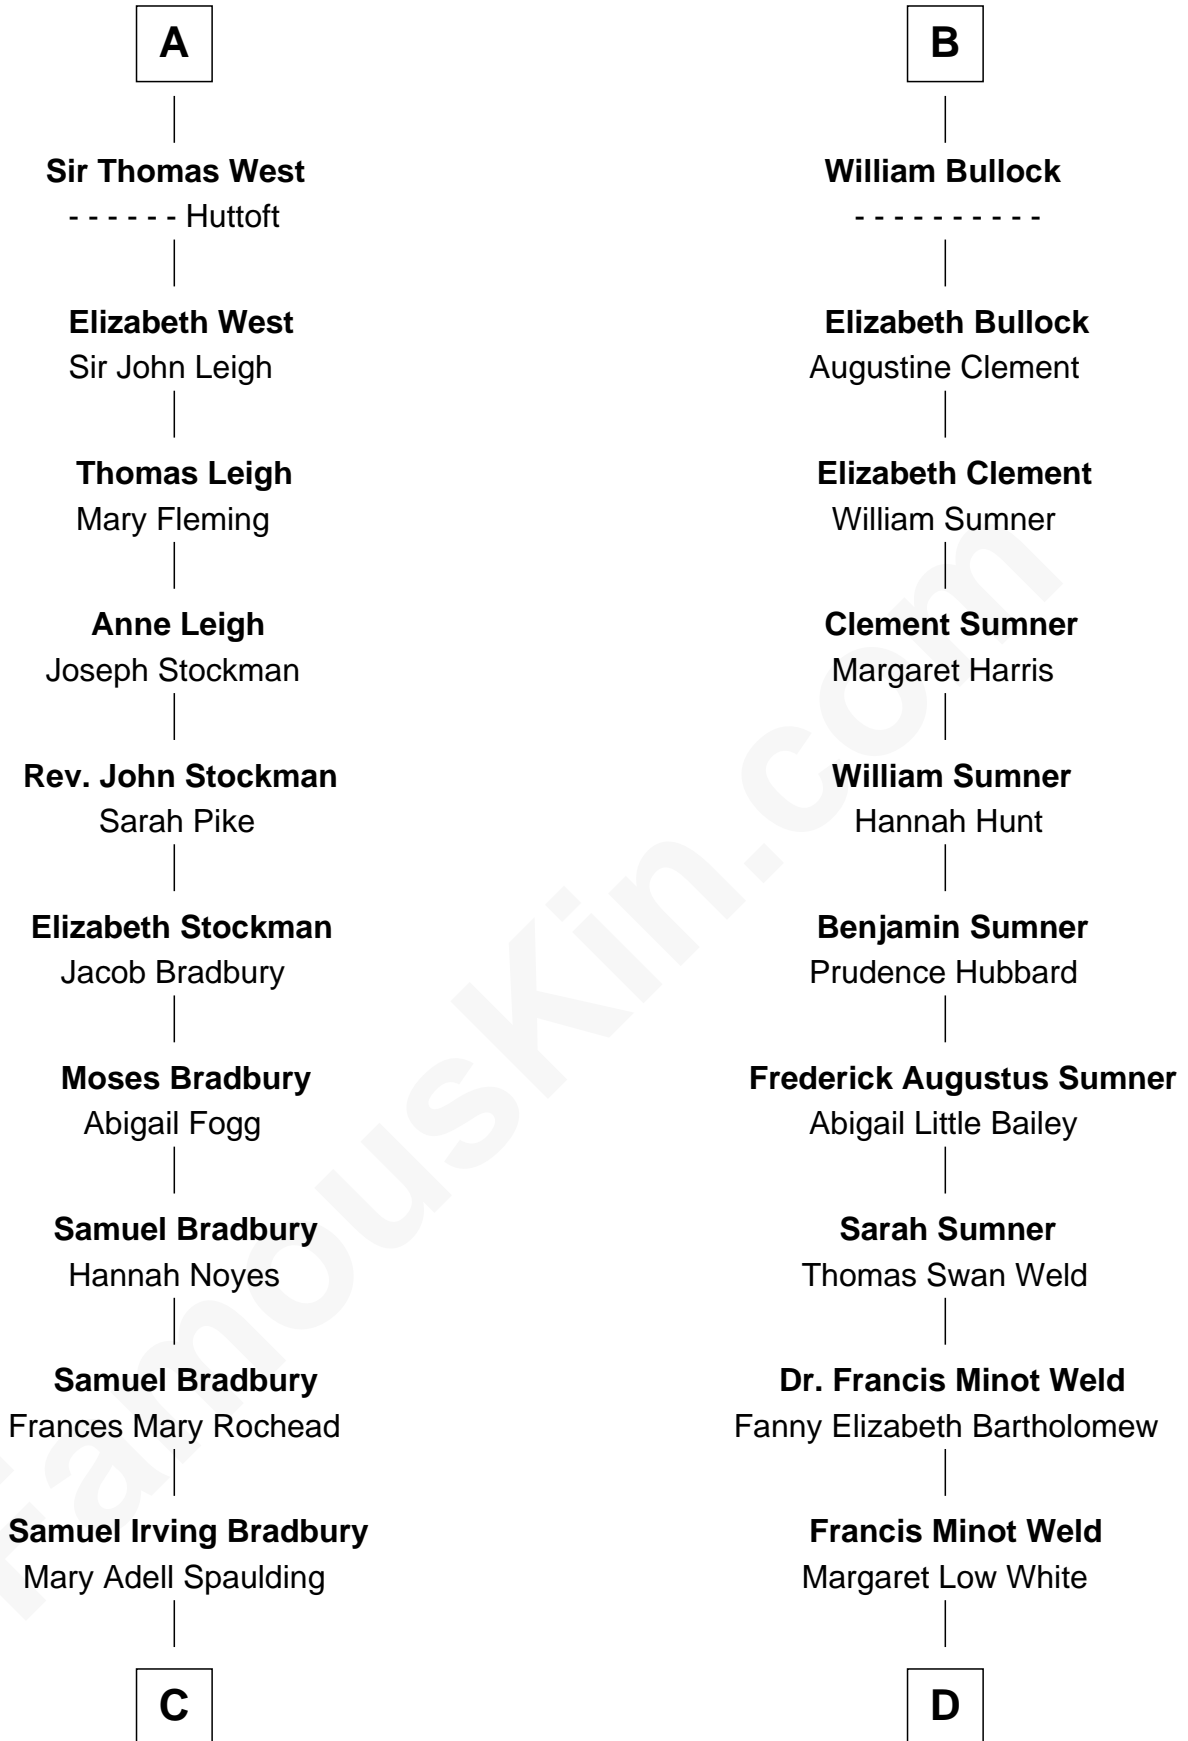 A
Sir Thomas West
- - - - - - Huttoft
Elizabeth West
Sir John Leigh
Thomas Leigh
Mary Fleming
Anne Leigh
Joseph Stockman
Rev. John Stockman
Sarah Pike
Elizabeth Stockman
Jacob Bradbury
Moses Bradbury
Abigail Fogg
Samuel Bradbury
Hannah Noyes
Samuel Bradbury
Frances Mary Rochead
Samuel Irving Bradbury
Mary Adell Spaulding
C
B
William Bullock
- - - - - - - - - -
Elizabeth Bullock
Augustine Clement
Elizabeth Clement
William Sumner
Clement Sumner
Margaret Harris
William Sumner
Hannah Hunt
Benjamin Sumner
Prudence Hubbard
Frederick Augustus Sumner
Abigail Little Bailey
Sarah Sumner
Thomas Swan Weld
Dr. Francis Minot Weld
Fanny Elizabeth Bartholomew
Francis Minot Weld
Margaret Low White
D
FamousKin.com